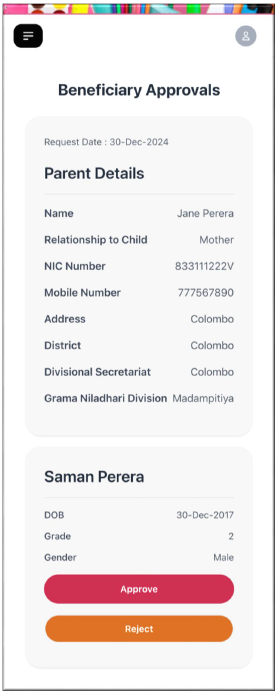 Beneficiary Approvals
Request Date : 30-Dec-2024
Parent Details
Name Jane Perera
Relationship to Child Mother
NIC Number 833111222V
Mobile Number 777567890
Address Colombo
District Colombo
Divisional Secretariat Colombo
Grama Niladhari Division Madampitiya
Saman Perera
DOB 30-Dec-2017
Grade 2
Gender Male
Approve
Reject